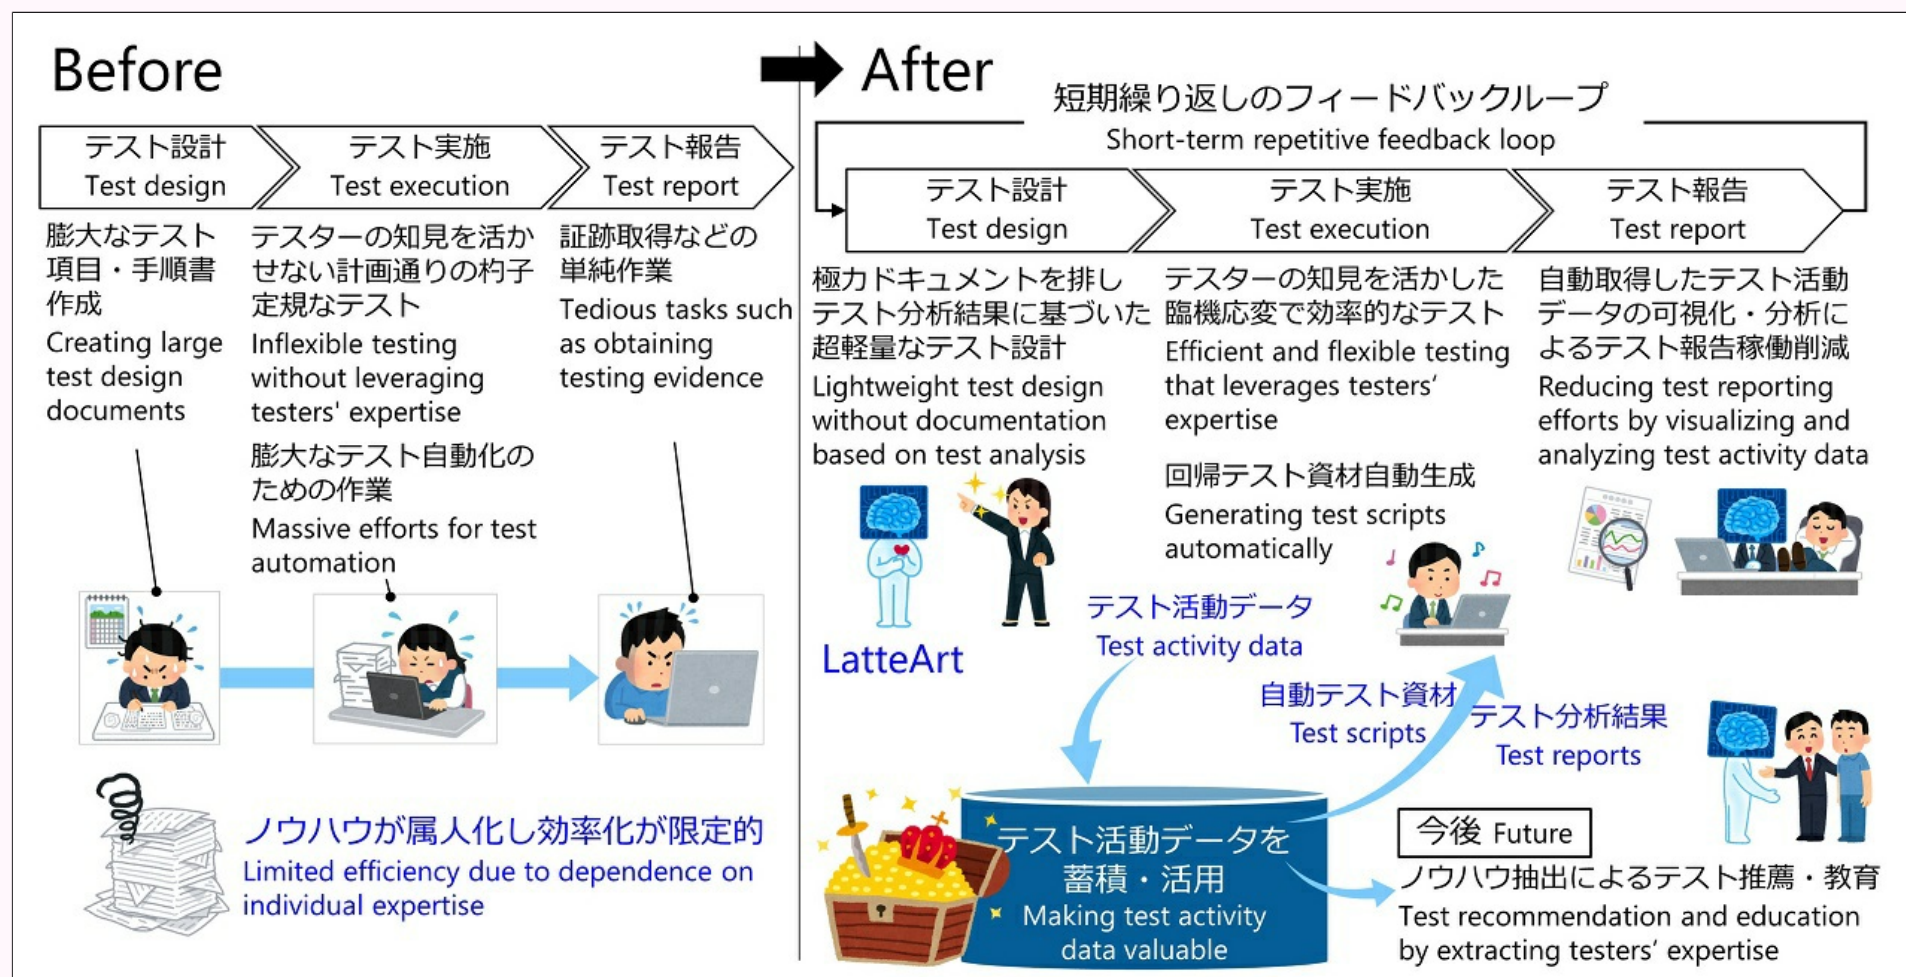 Before
テスト設計
Test design
テスト実施
Test execution
テスト報告
Test report
膨大なテスト
項目・手順書
作成
Creating large
test design
documents
テスターの知見を活か
せない計画通りの杓子
定規なテスト
Inflexible testing
without leveraging
testers' expertise
膨大なテスト自動化の
ための作業
Massive efforts for test
automation
証跡取得などの
単純作業
Tedious tasks such
as obtaining
testing evidence
ノウハウが属人化し効率化が限定的
Limited efficiency due to dependence on
individual expertise
After
短期繰り返しのフィードバックループ
Short-term repetitive feedback loop
テスト設計
Test design
テスト実施
Test execution
テスト報告
Test report
極力ドキュメントを排し
テスト分析結果に基づいた
超軽量なテスト設計
Lightweight test design
without documentation
based on test analysis
テスターの知見を活かした
臨機応変で効率的なテスト
Efficient and flexible testing
that leverages testers’
expertise
回帰テスト資材自動生成
Generating test scripts
automatically
自動取得したテスト活動
データの可視化・分析に
よるテスト報告稼働削減
Reducing test reporting
efforts by visualizing and
analyzing test activity data
LatteArt
テスト活動データ
Test activity data
自動テスト資材
Test scripts
テスト分析結果
Test reports
テスト活動データを
蓄積・活用
Making test activity
data valuable
今後 Future
ノウハウ抽出によるテスト推薦・教育
Test recommendation and education
by extracting testers’ expertise